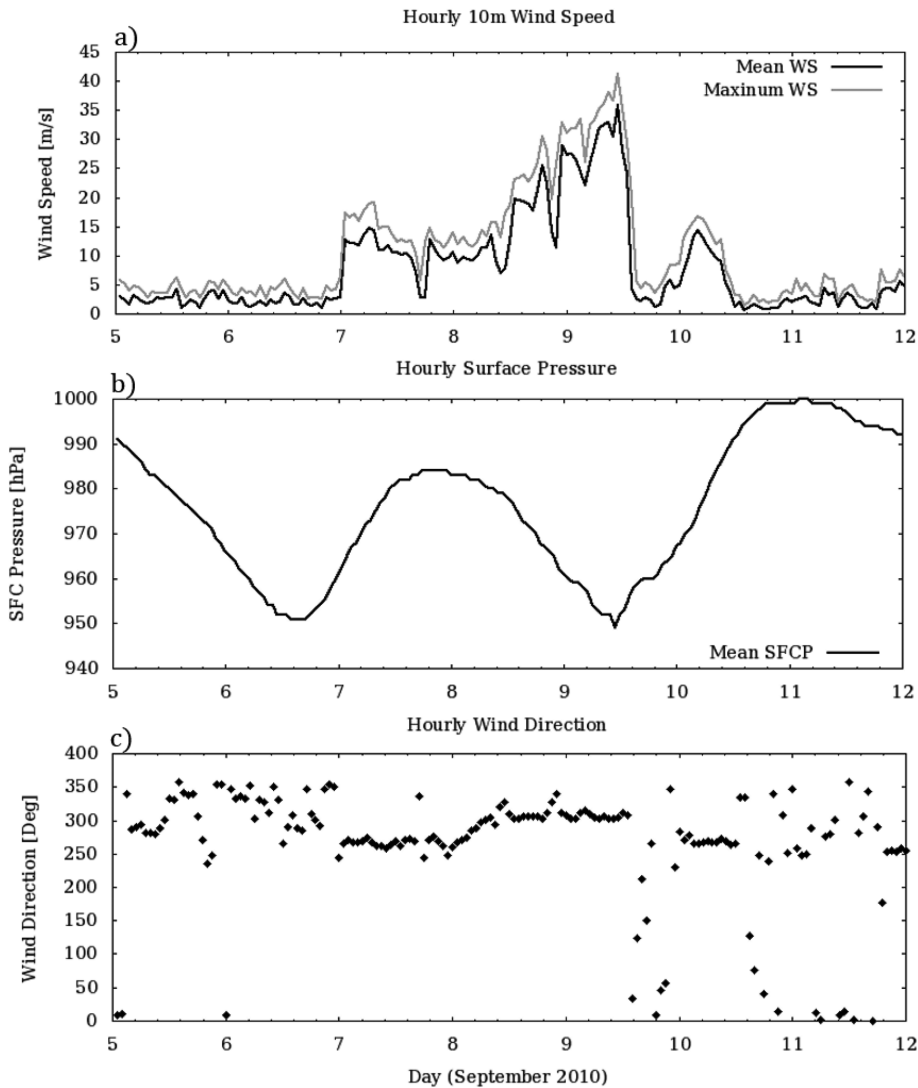 Hourly 10m Wind Speed
a)
45
40
35
30
25
20
15
10
5
0
Wind Speed [m/s]
Mean WS
Maxinum WS
5 6 7 8 9 10 11 12
Hourly Surface Pressure
b)
1000
990
980
970
960
950
940
SFC Pressure [hPa]
Mean SFCP
5 6 7 8 9 10 11 12
Hourly Wind Direction
c)
400
350
300
250
200
150
100
50
0
Wind Direction [Deg]
5 6 7 8 9 10 11 12
Day (September 2010)